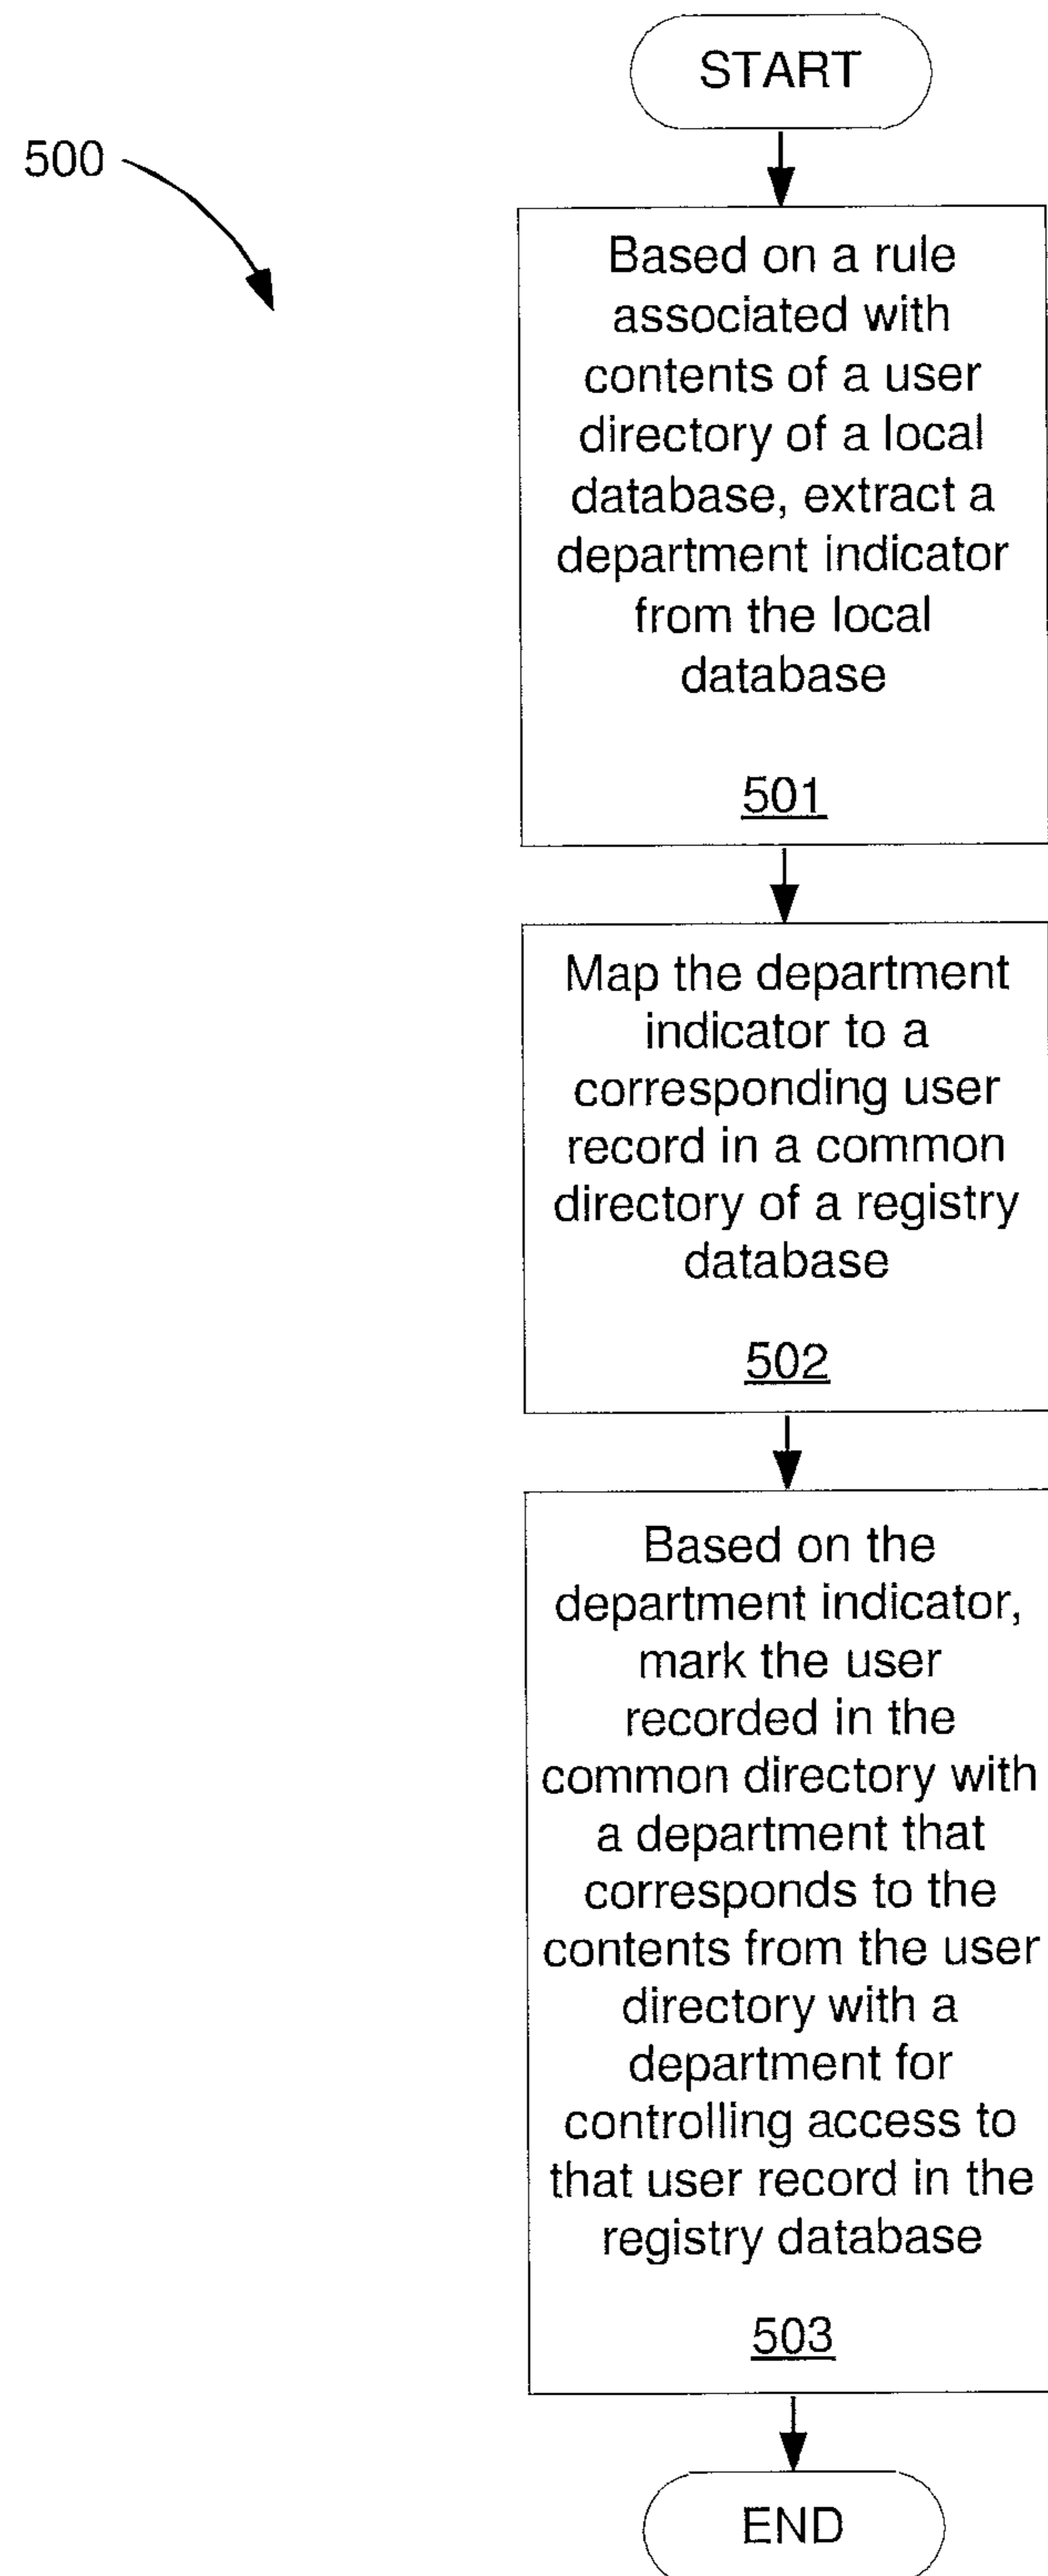 START
500
Based on a rule
associated with
contents of a user
directory of a local
database, extract a
department indicator
from the local
database
501
Map the department
indicator to a
corresponding user
record in a common
directory of a registry
database
502
Based on the
department indicator,
mark the user
recorded in the
common directory with
a department that
corresponds to the
contents from the user
directory with a
department for
controlling access to
that user record in the
registry database
503
END